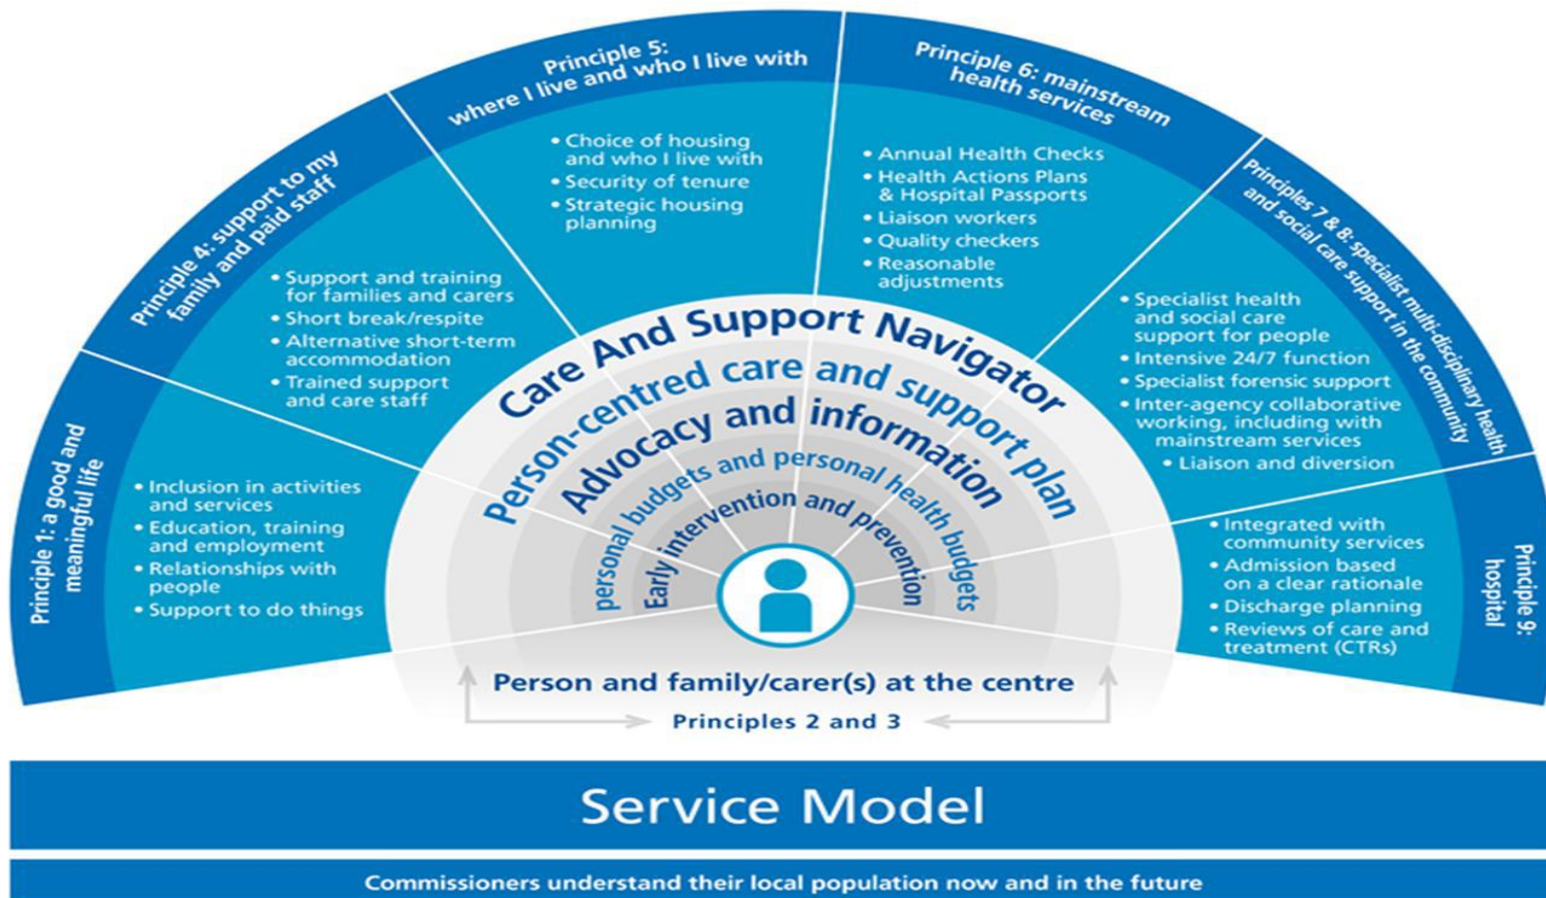 Principle 1: a good and
meaningful life
• Inclusion in activities
and services
• Education, training
and employment
• Relationships with
people
• Support to do things
Principle 4: support to my
family and paid staff
• Support and training
for families and carers
• Short break/respite
• Alternative short-term
accommodation
• Trained support
and care staff
Principle 5:
where I live and who I live with
• Choice of housing
and who I live with
• Security of tenure
• Strategic housing
planning
Principle 6: mainstream
health services
• Annual Health Checks
• Health Actions Plans
& Hospital Passports
• Liaison workers
• Quality checkers
• Reasonable
adjustments
Principles 7 & 8: specialist multi-disciplinary health
and social care support in the community
• Specialist health
and social care
support for people
• Intensive 24/7 function
• Specialist forensic support
• Inter-agency collaborative
working, including with
mainstream services
• Liaison and diversion
Principle 9:
hospital
• Integrated with
community services
• Admission based
on a clear rationale
• Discharge planning
• Reviews of care and
treatment (CTRs)
Care And Support Navigator
Person-centred care and support plan
Advocacy and information
personal budgets and personal health budgets
Early intervention and prevention
Person and family/carer(s) at the centre
Principles 2 and 3
Service Model
Commissioners understand their local population now and in the future